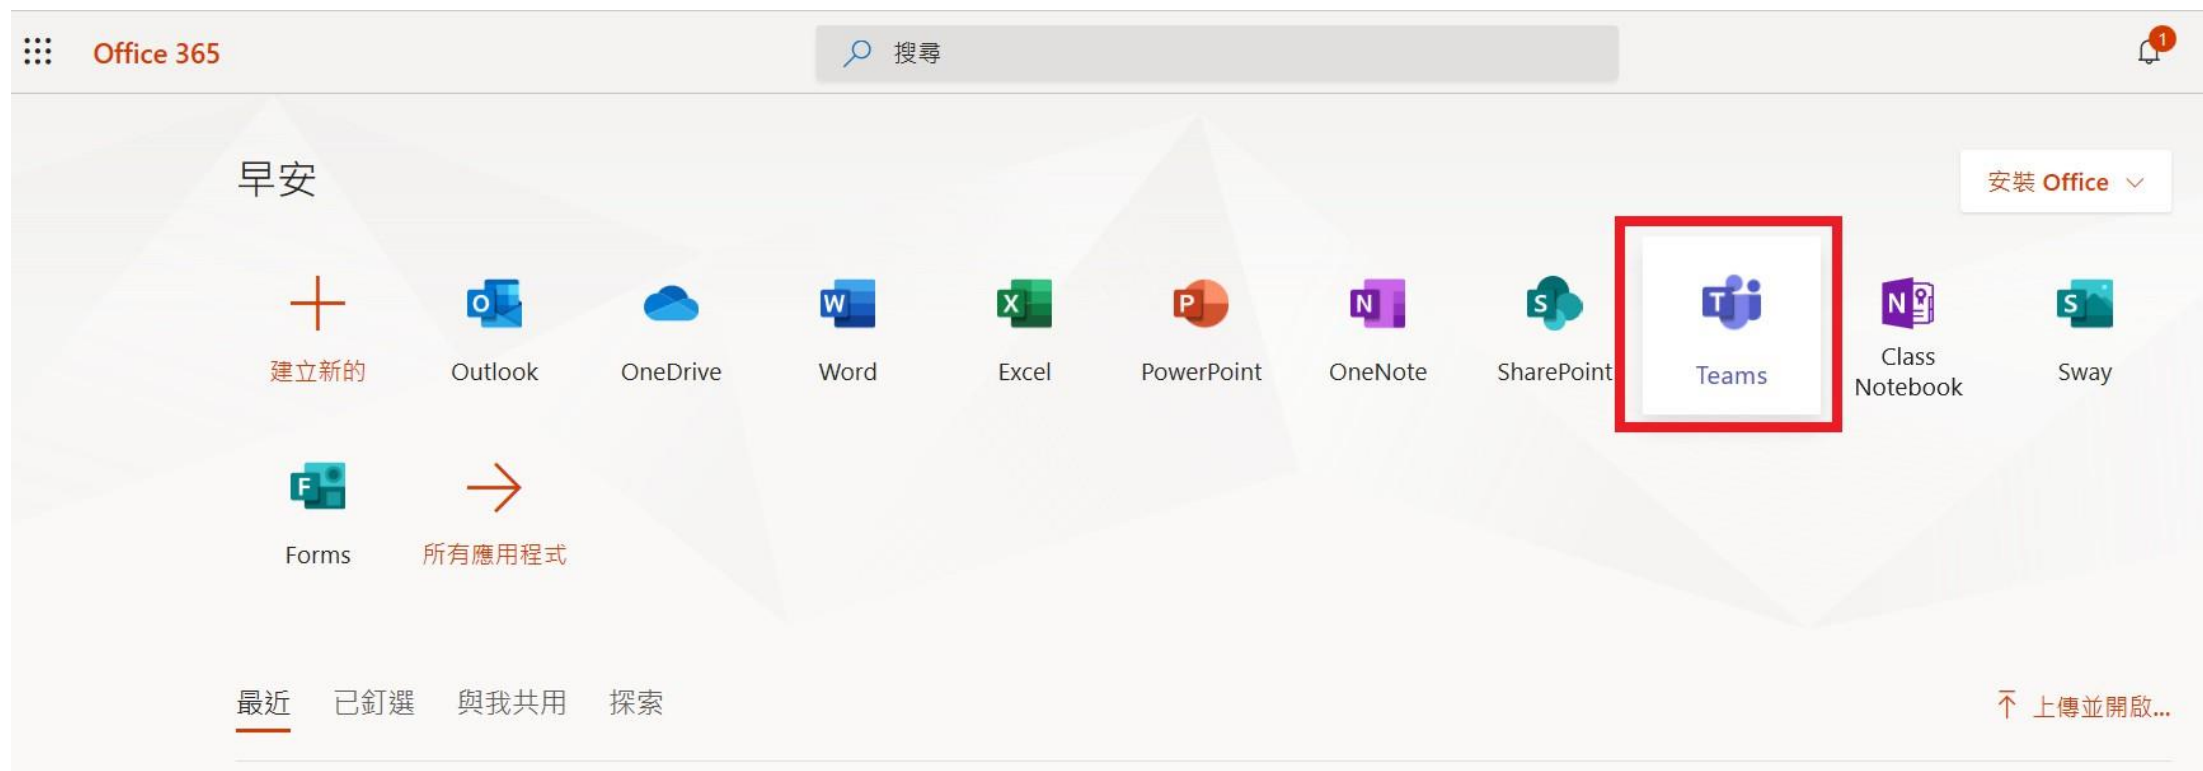 Office 365
搜尋
1
早安
安裝 Office
建立新的
Outlook
OneDrive
Word
Excel
PowerPoint
OneNote
SharePoint
Teams
Class
Notebook
Sway
Forms
所有應用程式
最近 已釘選 與我共用 探索
上傳並開啟...